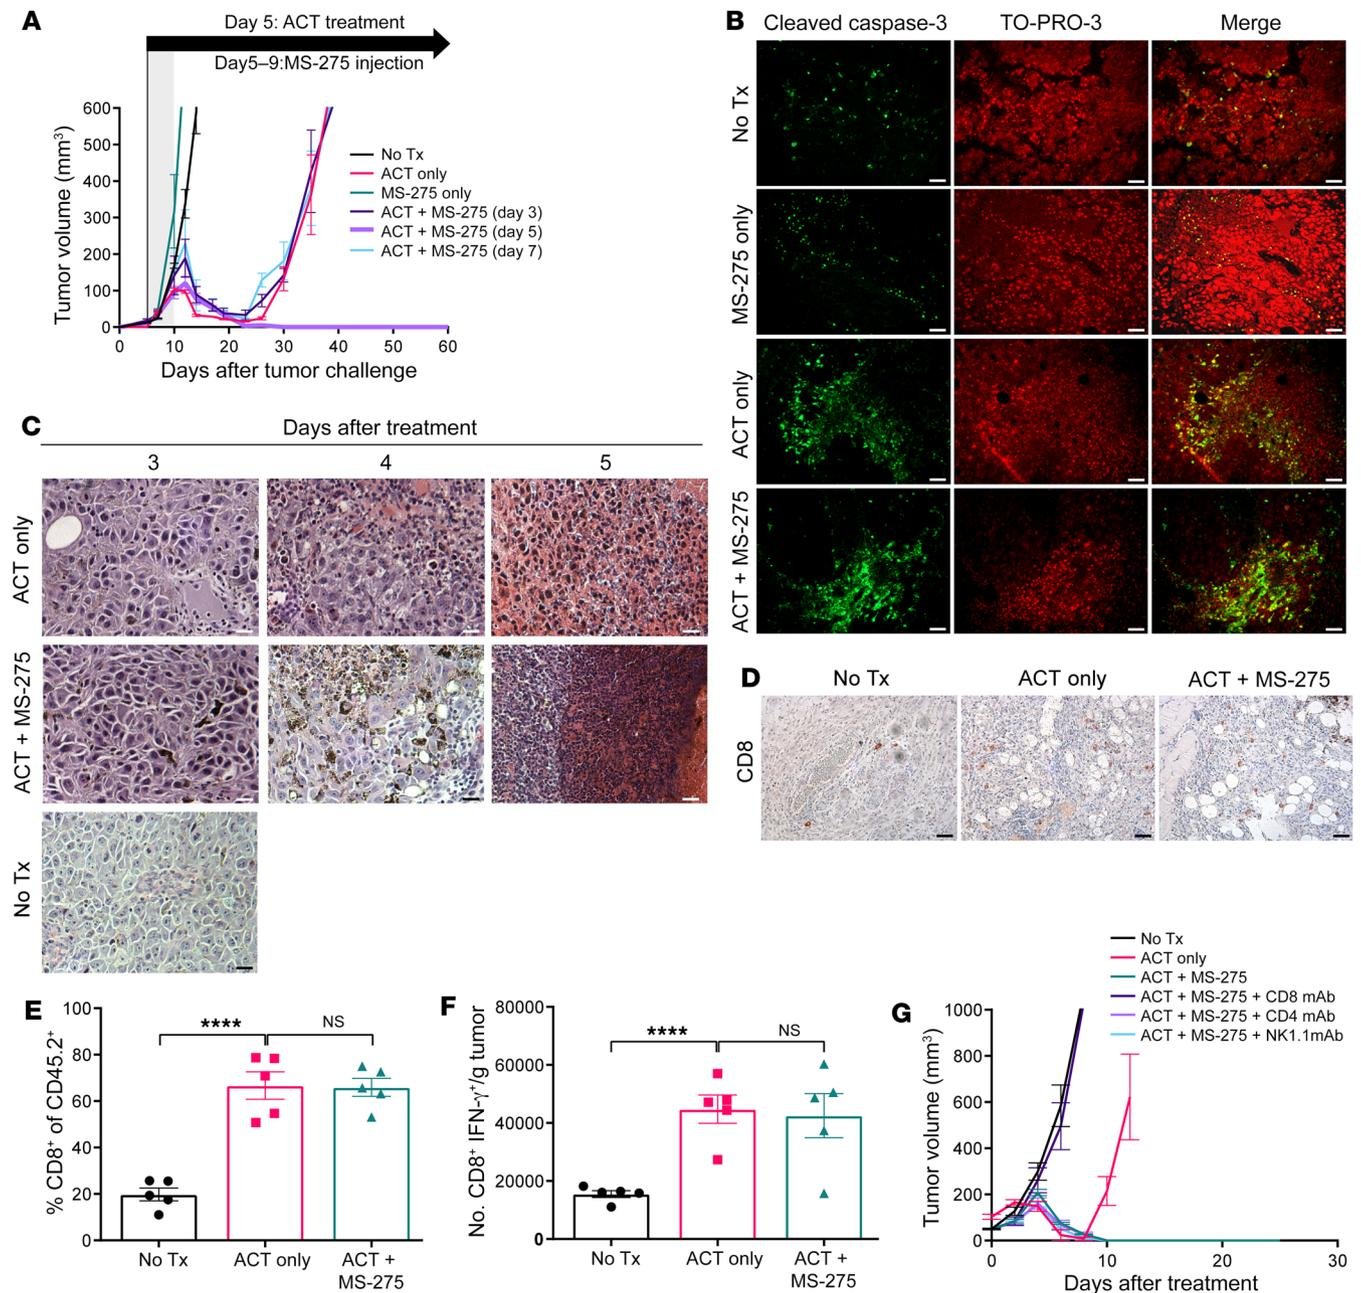 A
Day 5: ACT treatment
Day5–9:MS-275 injection
Tumor volume (mm³)
600
500
400
300
200
100
0
0 10 20 30 40 50 60
Days after tumor challenge
No Tx
ACT only
MS-275 only
ACT + MS-275 (day 3)
ACT + MS-275 (day 5)
ACT + MS-275 (day 7)
B
Cleaved caspase-3 TO-PRO-3 Merge
No Tx
MS-275 only
ACT only
ACT + MS-275
C
Days after treatment
3 4 5
ACT only
ACT + MS-275
No Tx
D
No Tx ACT only ACT + MS-275
CD8
E
% CD8⁺ of CD45.2⁺
100
80
60
40
20
0
**** NS
No Tx ACT only ACT +
MS-275
F
No. CD8⁺ IFN-γ⁺/g tumor
80000
60000
40000
20000
0
**** NS
No Tx ACT only ACT +
MS-275
G
No Tx
ACT only
ACT + MS-275
ACT + MS-275 + CD8 mAb
ACT + MS-275 + CD4 mAb
ACT + MS-275 + NK1.1mAb
Tumor volume (mm³)
1000
800
600
400
200
0
0 10 20 30
Days after treatment